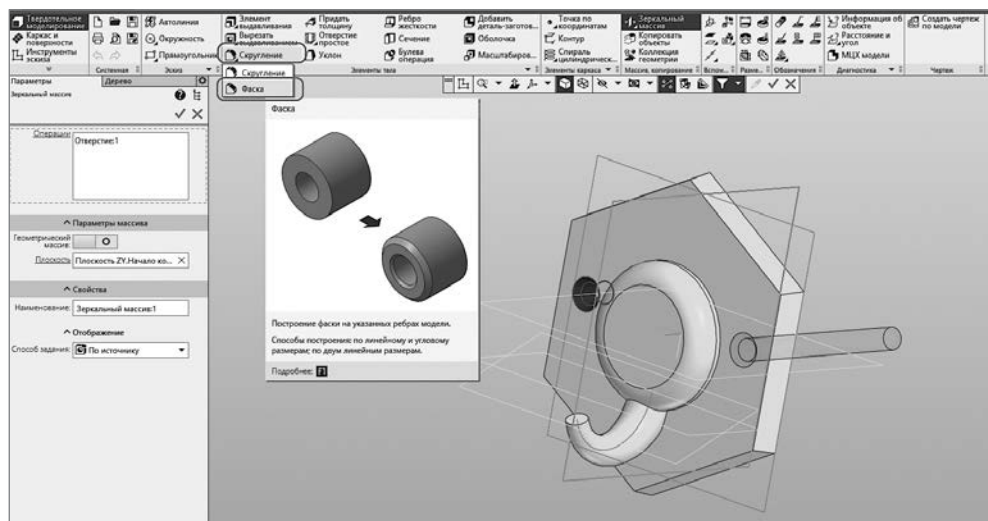 Твердотельное моделирование
Каркас и поверхности
Инструменты эскиза
Системная
Автолиния
Окружность
Прямоугольник
Эскиз
Элемент выдавливания
Вырезать выдавливанием
Скругление
Придать толщину
Отверстие простое
Уклон
Ребро жесткости
Сечение
Булева операция
Добавить деталь-заготов...
Оболочка
Масштабиров...
Элементы тела
Точка по координатам
Контур
Спираль цилиндрическ...
Элементы каркаса
Зеркальный массив
Копировать объекты
Коллекция геометрии
Массив, копирование
Вспом...
Разме...
Обозначения
Информация об объекте
Расстояние и угол
МЦХ модели
Диагностика
Создать чертеж по модели
Чертеж
Скругление
Фаска
Параметры
Дерево
Зеркальный массив
Операции
Отверстие:1
Параметры массива
Геометрический массив:
Плоскость
Плоскость ZY.Начало ко...
Свойства
Наименование:
Зеркальный массив:1
Отображение
Способ задания:
По источнику
Фаска
Построение фаски на указанных ребрах модели.
Способы построения: по линейному и угловому
размерам; по двум линейным размерам.
Подробнее: F1